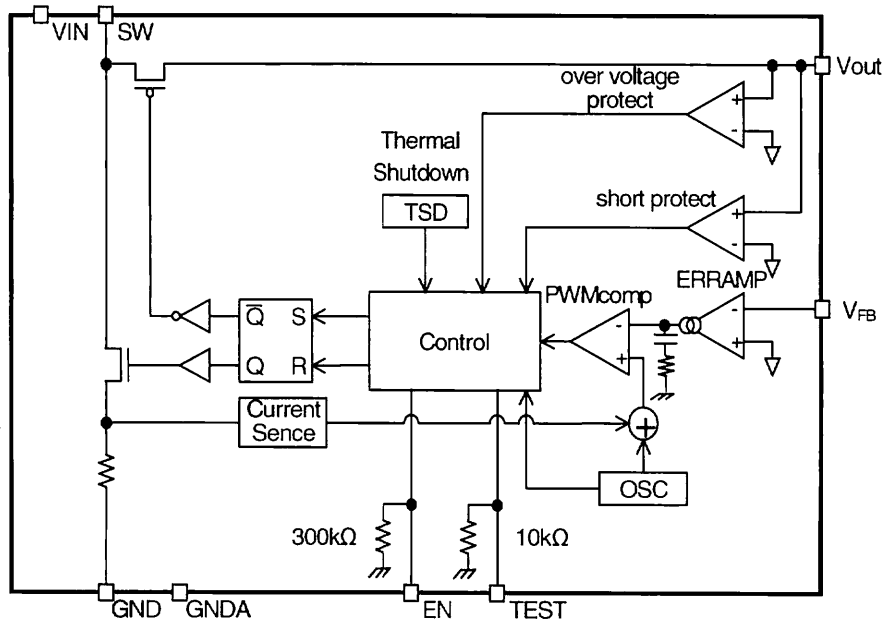 VIN
SW
Vout
over voltage
protect
+
-
Thermal
Shutdown
TSD
short protect
+
-
ERRAMP
PWMcomp
VFB
Q̅ S
Q R
Control
-
+
-
+
Current
Sence
+
OSC
300kΩ
10kΩ
GND
GNDA
EN
TEST